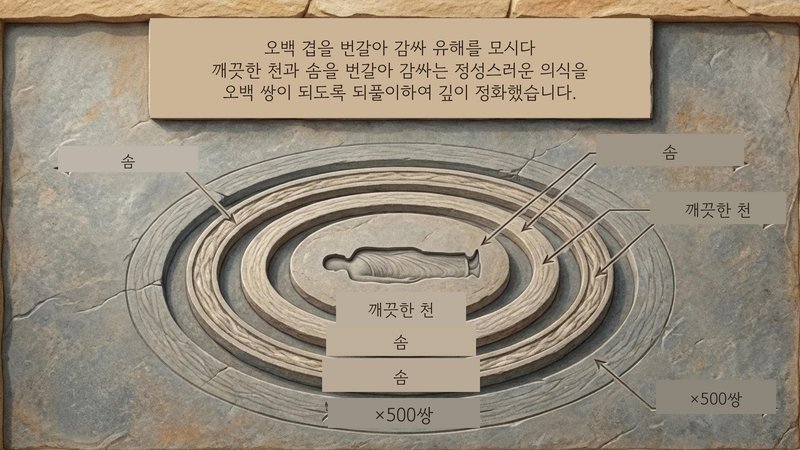 오백 겹을 번갈아 감싸 유해를 모시다
깨끗한 천과 솜을 번갈아 감싸는 정성스러운 의식을
오백 쌍이 되도록 되풀이하여 깊이 정화했습니다.
솜
솜
깨끗한 천
깨끗한 천
솜
솜
×500쌍
×500쌍